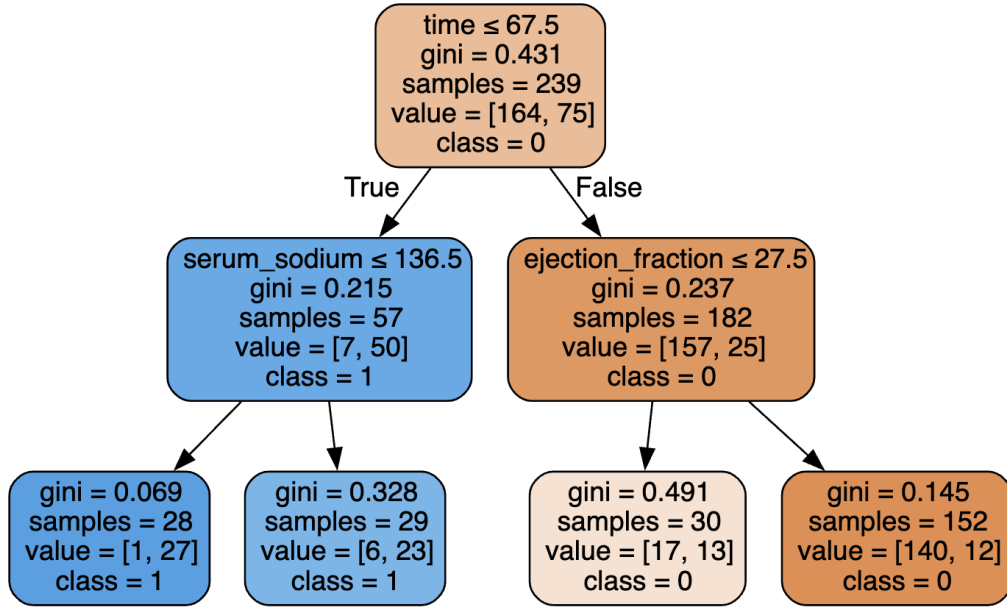 time ≤ 67.5
gini = 0.431
samples = 239
value = [164, 75]
class = 0
True
False
serum_sodium ≤ 136.5
gini = 0.215
samples = 57
value = [7, 50]
class = 1
ejection_fraction ≤ 27.5
gini = 0.237
samples = 182
value = [157, 25]
class = 0
gini = 0.069
samples = 28
value = [1, 27]
class = 1
gini = 0.328
samples = 29
value = [6, 23]
class = 1
gini = 0.491
samples = 30
value = [17, 13]
class = 0
gini = 0.145
samples = 152
value = [140, 12]
class = 0